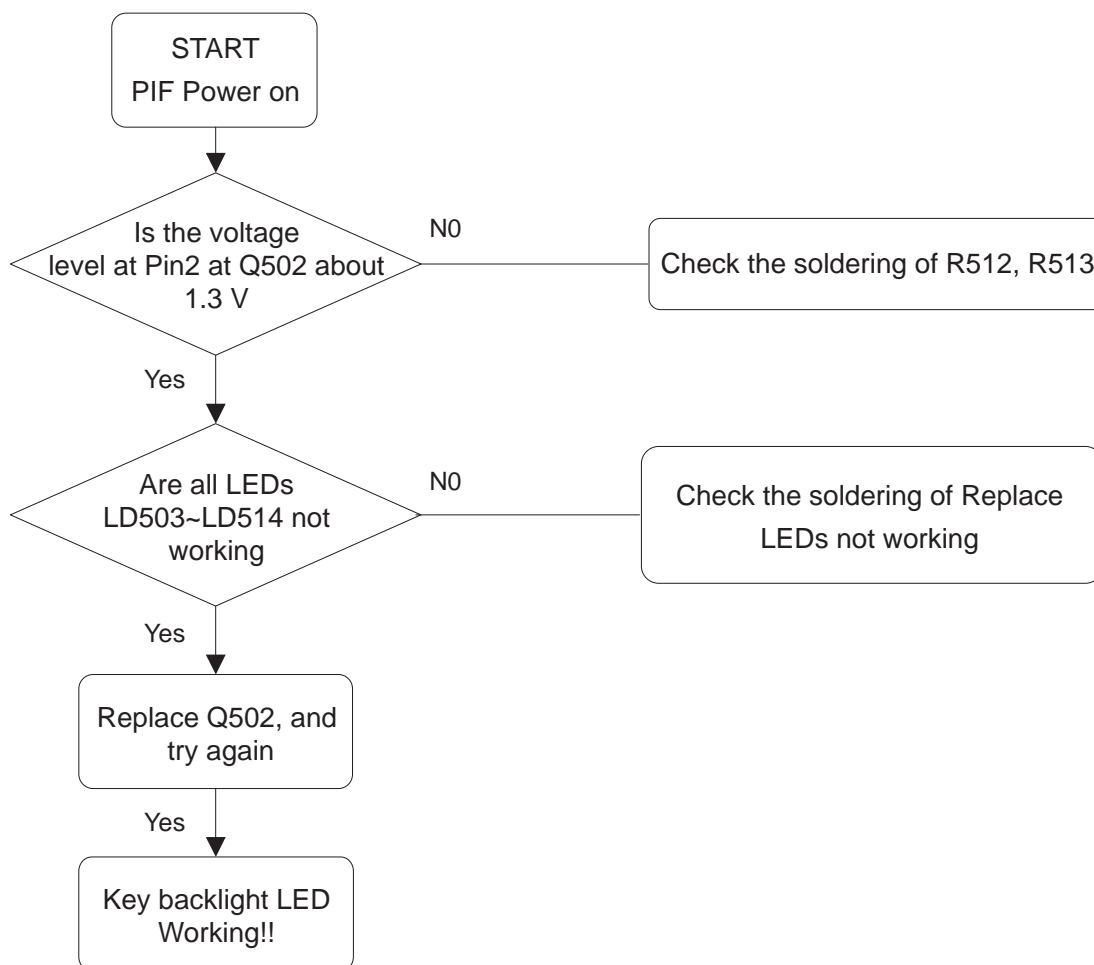 START
PIF Power on
Is the voltage
level at Pin2 at Q502 about
1.3 V
N0
Check the soldering of R512, R513
Yes
Are all LEDs
LD503~LD514 not
working
N0
Check the soldering of Replace
LEDs not working
Yes
Replace Q502, and
try again
Yes
Key backlight LED
Working!!